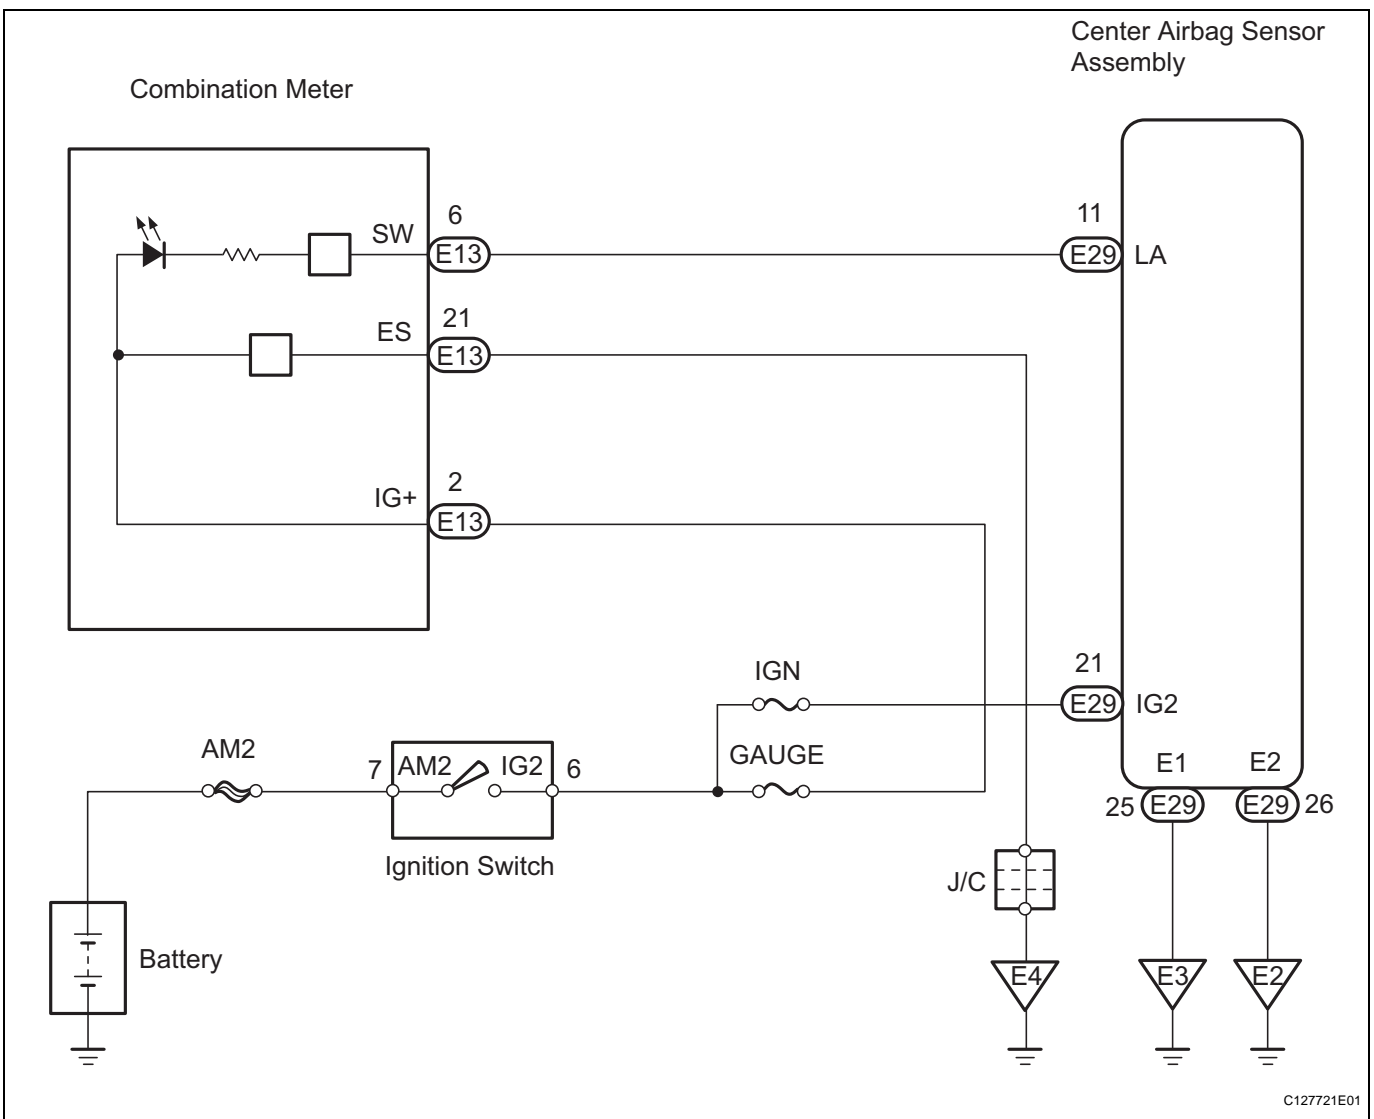 Center Airbag Sensor
Assembly
Combination Meter
SW
6
E13
11
E29
LA
ES
21
E13
IG+
2
E13
21
E29
IG2
IGN
GAUGE
AM2
7
AM2
IG2
6
Ignition Switch
E1
E2
25
E29
E29
26
J/C
Battery
E4
E3
E2
C127721E01